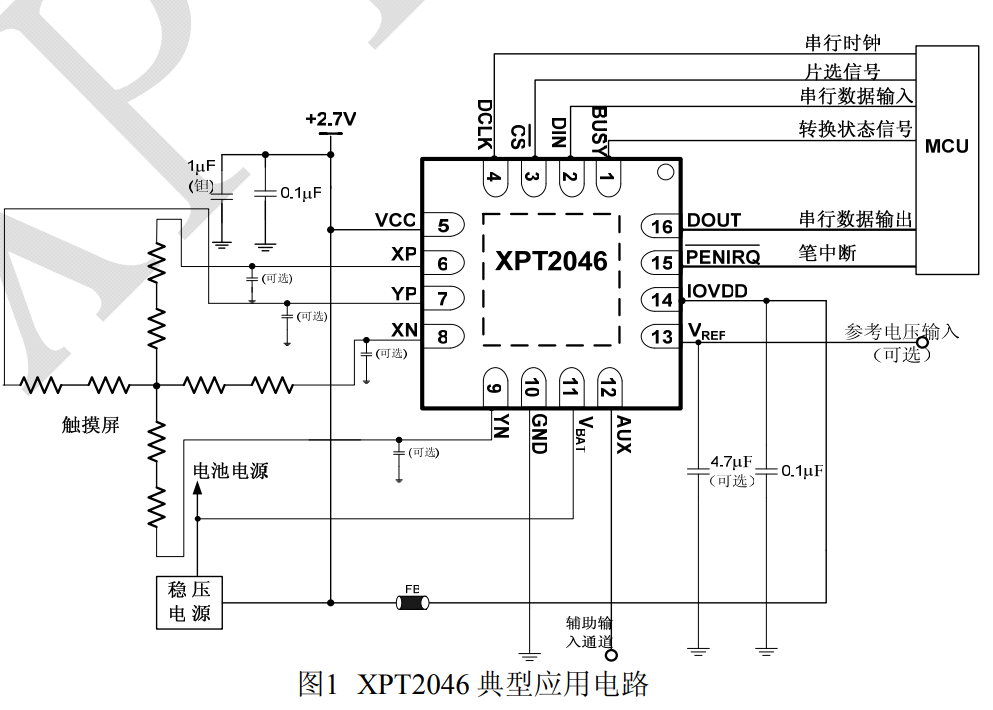 串行时钟
片选信号
串行数据输入
转换状态信号
MCU
DCLK
CS
DIN
BUSY
4
3
2
1
+2.7V
1μF
(钽)
0.1μF
VCC
5
XP
6
(可选)
YP
7
(可选)
XN
8
(可选)
XPT2046
16
DOUT
串行数据输出
15
PENIRQ
笔中断
14
IOVDD
13
VREF
参考电压输入
(可选)
9
10
11
12
YN
GND
VBAT
AUX
触摸屏
(可选)
电池电源
4.7μF
(可选)
0.1μF
稳 压
电 源
FB
辅助输
入通道
图1 XPT2046 典型应用电路